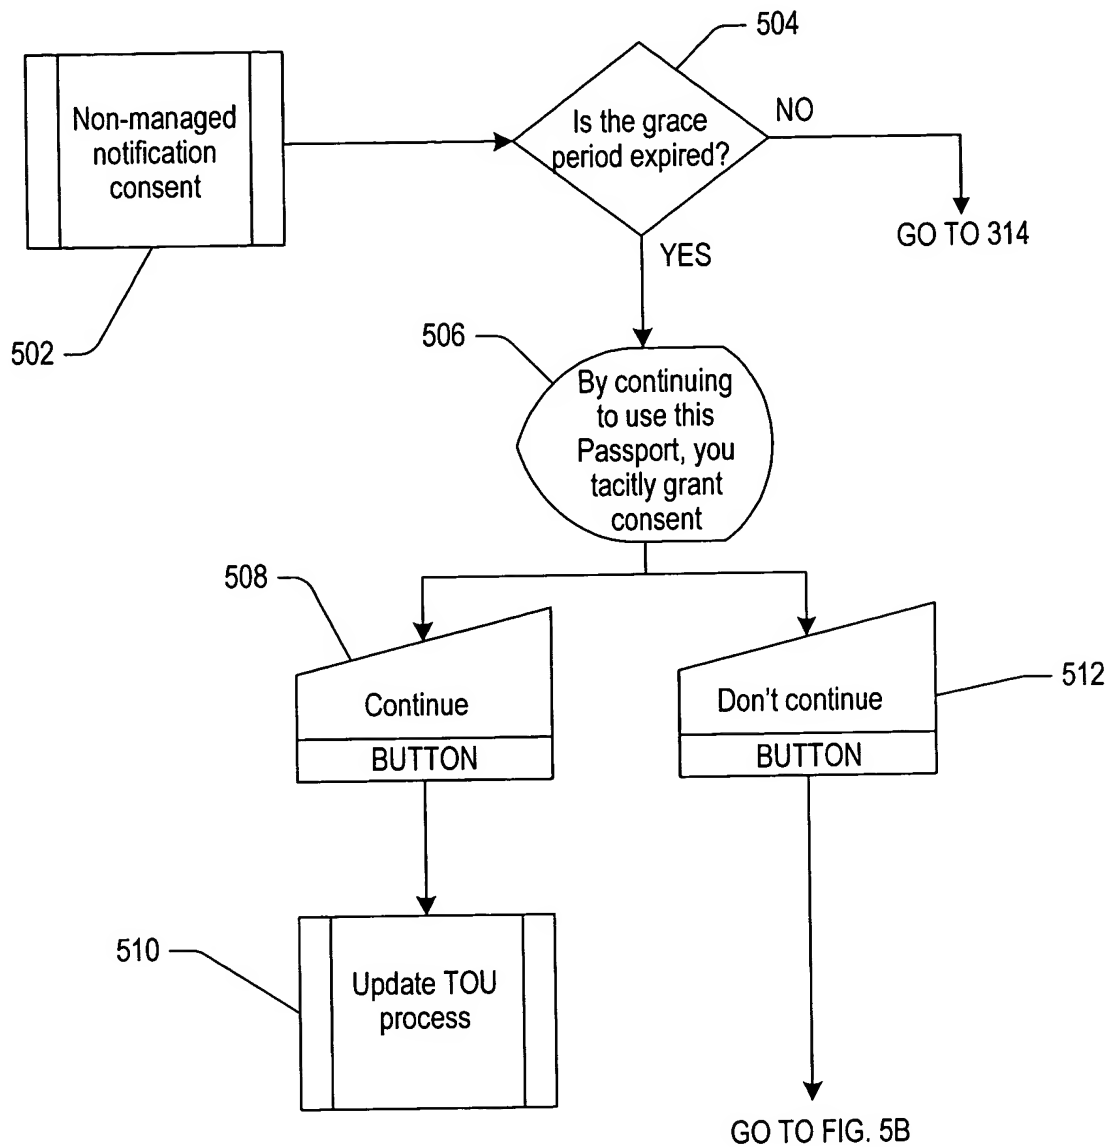 504
Non-managed
notification
consent
Is the grace
period expired?
NO
GO TO 314
YES
502
506
By continuing
to use this
Passport, you
tacitly grant
consent
508
Continue
BUTTON
Don't continue
BUTTON
512
510
Update TOU
process
GO TO FIG. 5B